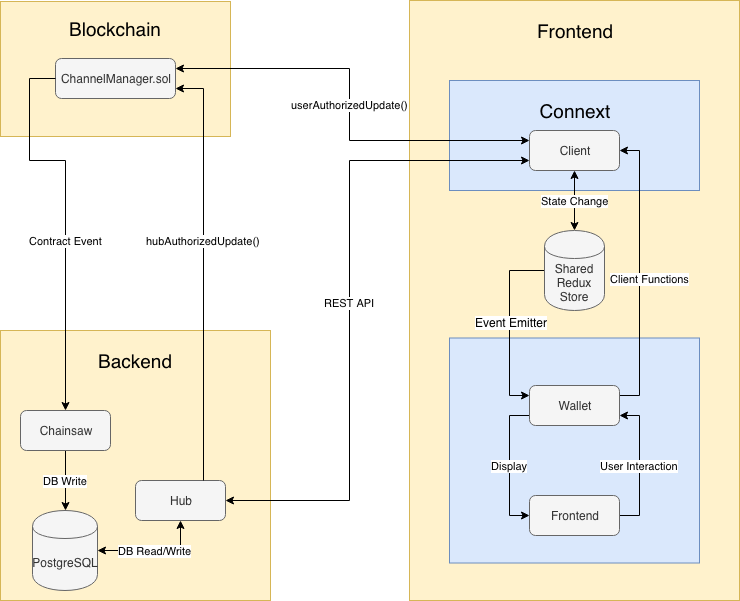 Blockchain
ChannelManager.sol
Frontend
Connext
Client
userAuthorizedUpdate()
State Change
Shared
Redux
Store
Contract Event
hubAuthorizedUpdate()
Client Functions
REST API
Event Emitter
Backend
Chainsaw
DB Write
Hub
PostgreSQL
DB Read/Write
Wallet
Display
User Interaction
Frontend